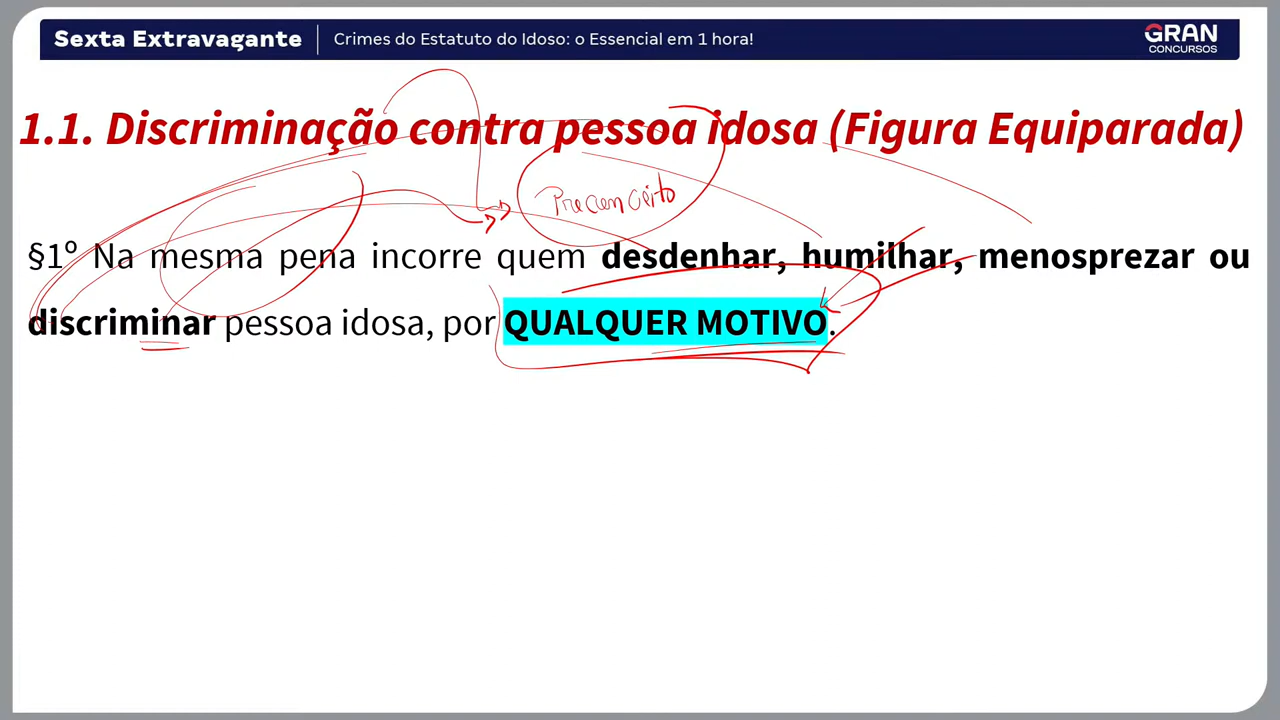 Sexta Extravagante
Crimes do Estatuto do Idoso: o Essencial em 1 hora!
GRAN
CONCURSOS
1.1. Discriminação contra pessoa idosa (Figura Equiparada)
Preconceito
§1º Na mesma pena incorre quem desdenhar, humilhar, menosprezar ou
discriminar pessoa idosa, por QUALQUER MOTIVO.